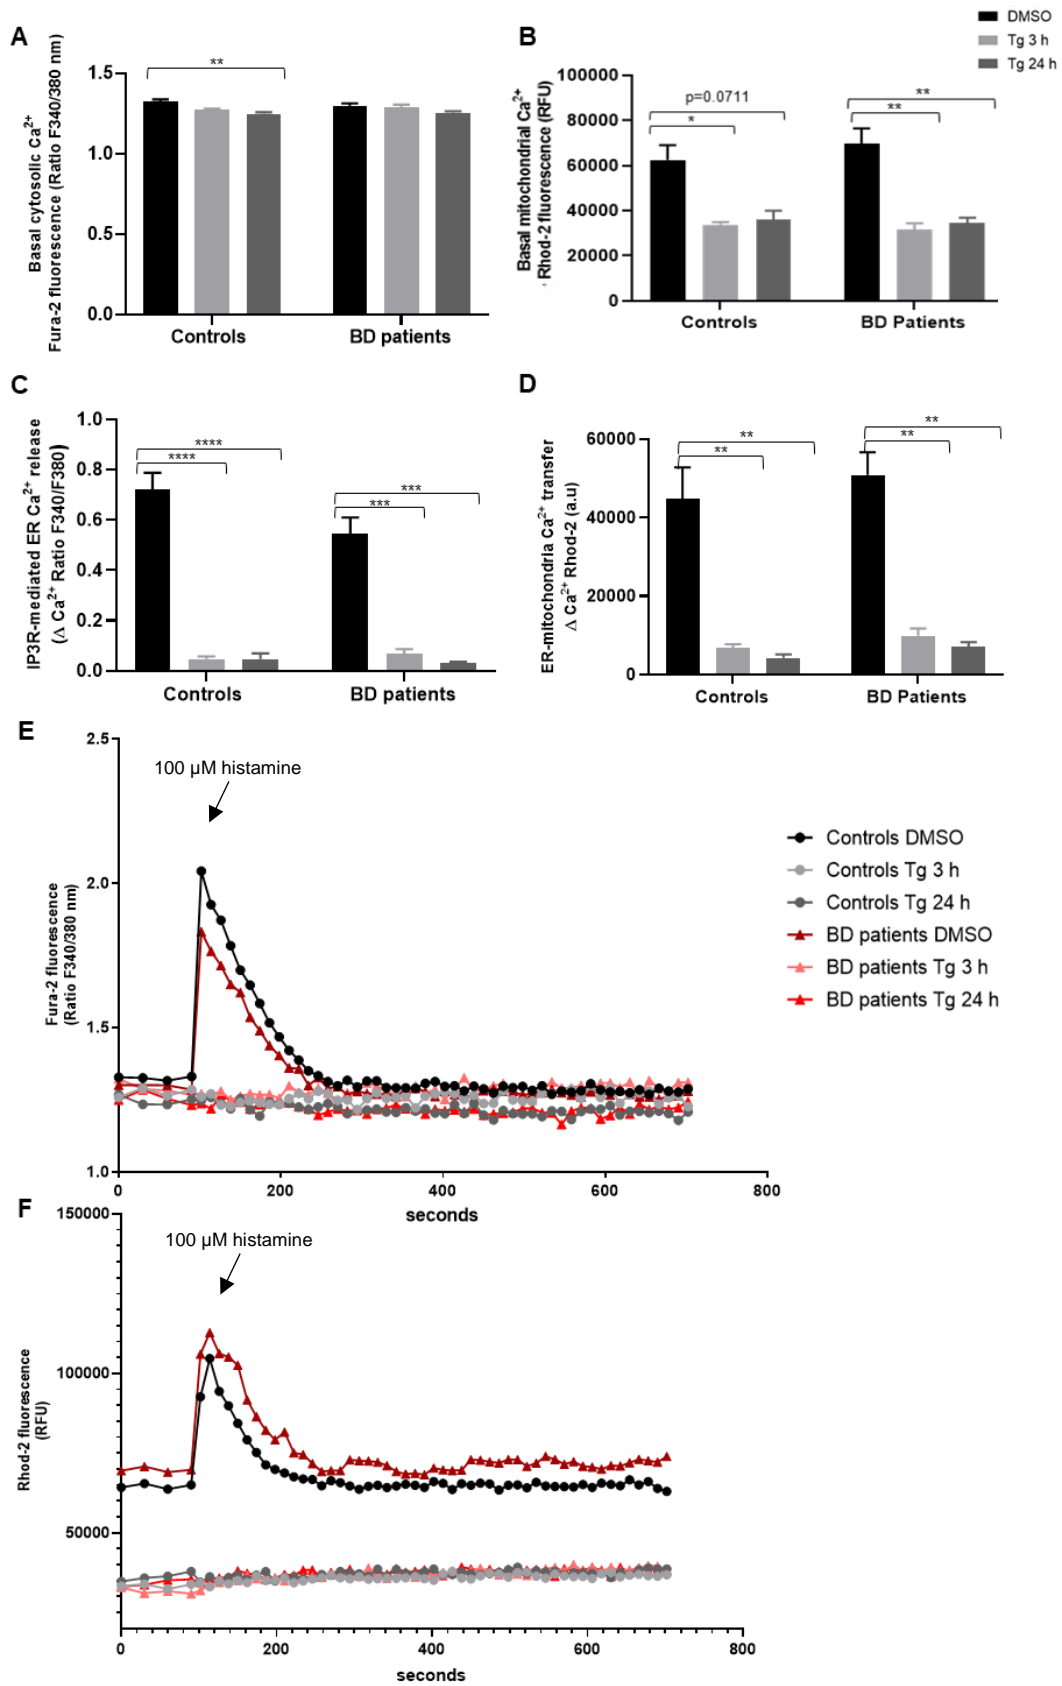 DMSO
Tg 3 h
Tg 24 h
A
Basal cytosolic Ca²⁺
Fura-2 fluorescence (Ratio F340/380 nm)
1.5
1.0
0.5
0.0
**
Controls
BD patients
B
Basal mitochondrial Ca²⁺
Rhod-2 fluorescence (RFU)
100000
80000
60000
40000
20000
0
p=0.0711
*
**
**
Controls
BD Patients
C
IP3R-mediated ER Ca²⁺ release
(Δ Ca²⁺ Ratio F340/F380)
1.0
0.8
0.6
0.4
0.2
0.0
****
****
***
***
Controls
BD patients
D
ER-mitochondria Ca²⁺ transfer
Δ Ca²⁺ Rhod-2 (a.u)
60000
40000
20000
0
**
**
**
**
Controls
BD Patients
E
Fura-2 fluorescence
(Ratio F340/380 nm)
2.5
2.0
1.5
1.0
100 µM histamine
0
200
400
600
800
seconds
Controls DMSO
Controls Tg 3 h
Controls Tg 24 h
BD patients DMSO
BD patients Tg 3 h
BD patients Tg 24 h
F
Rhod-2 fluorescence
(RFU)
150000
100000
50000
100 µM histamine
0
200
400
600
800
seconds